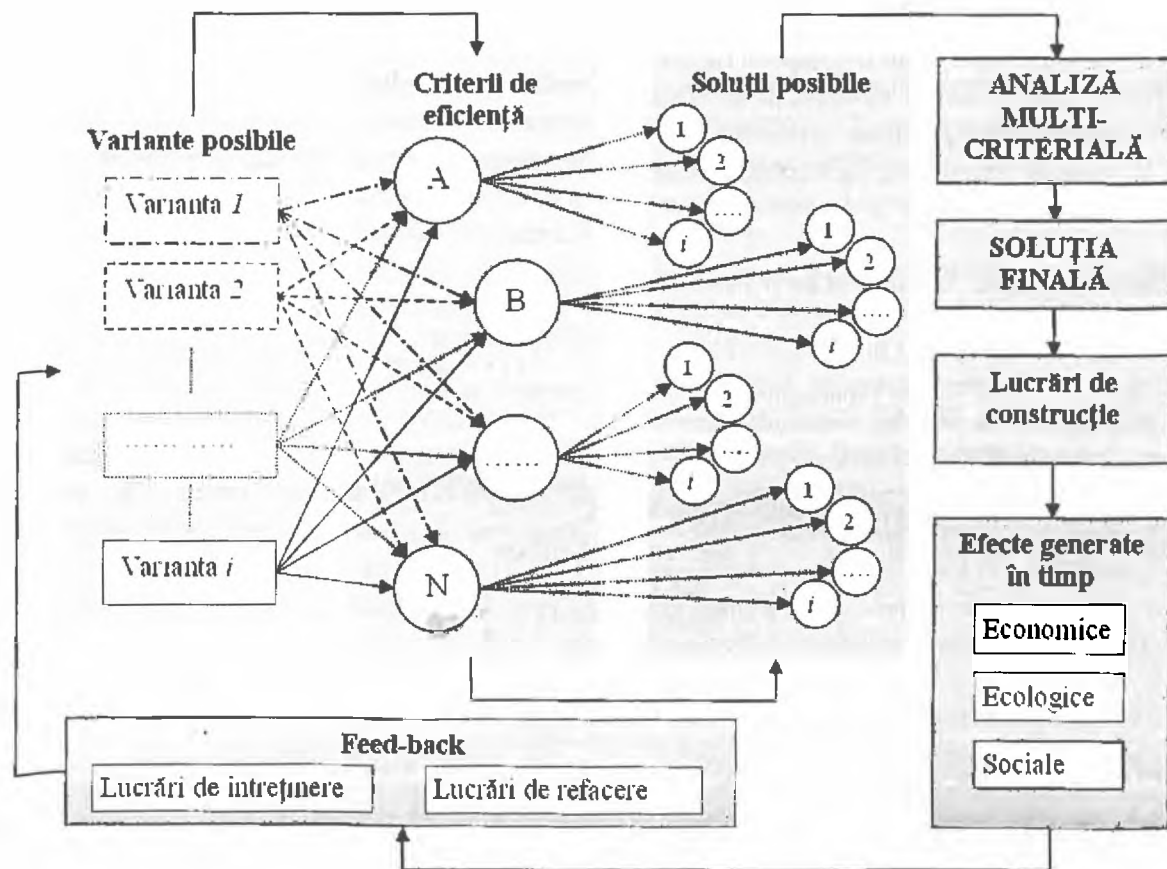 Variante posibile
Varianta 1
Varianta 2
..............
Varianta i
Criterii de
eficiență
A
B
......
N
Soluții posibile
1
2
....
i
1
2
....
i
1
2
....
i
1
2
....
i
ANALIZĂ
MULTI-
CRITERIALĂ
SOLUȚIA
FINALĂ
Lucrări de
construcție
Efecte generate
în timp
Economice
Ecologice
Sociale
Feed-back
Lucrări de intreținere
Lucrări de refacere